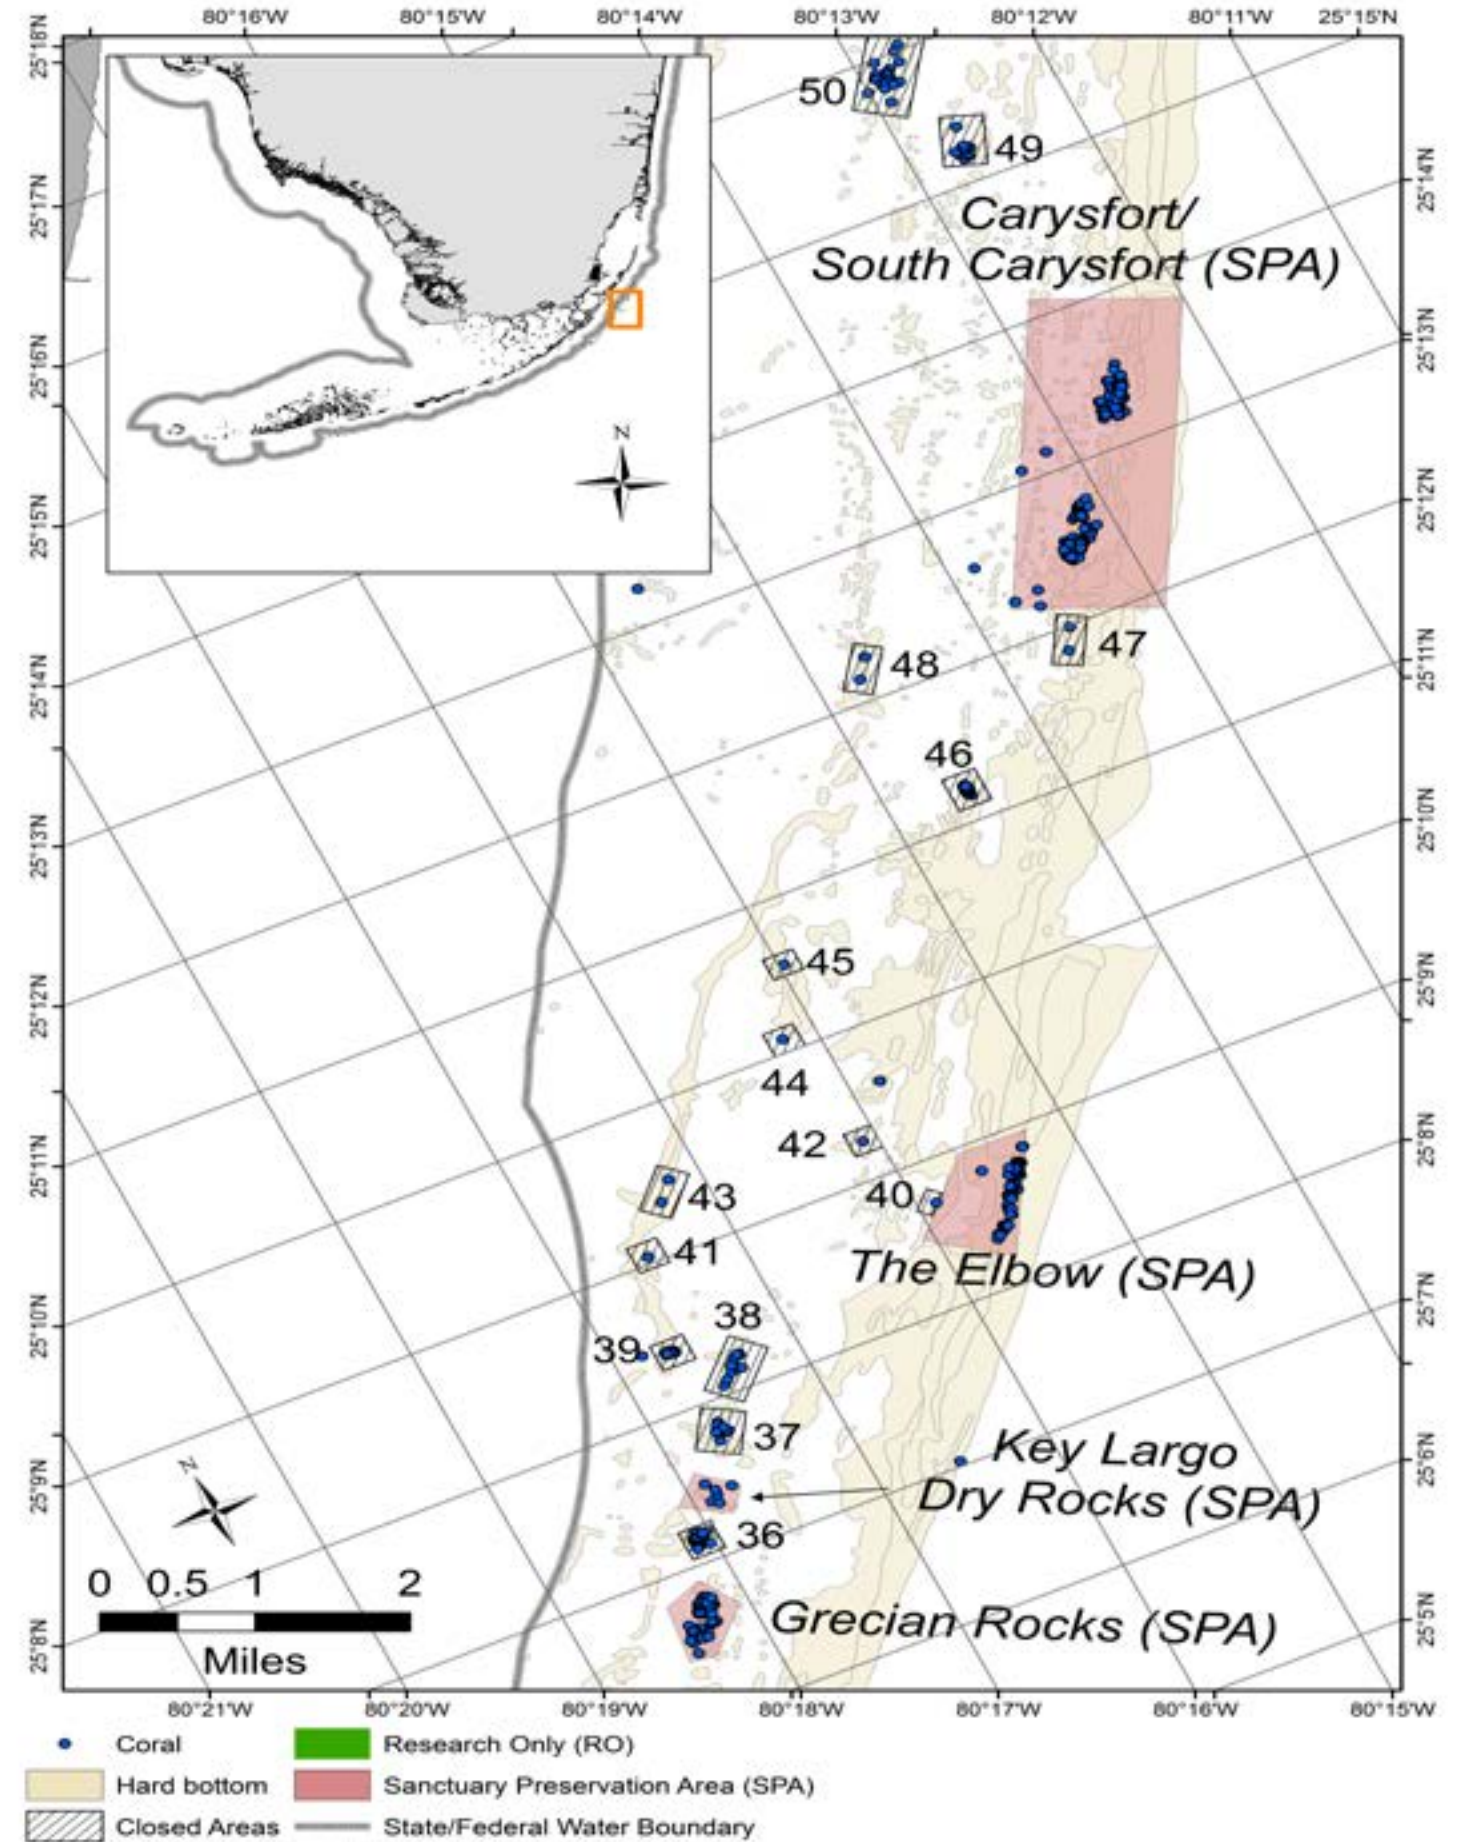 80°16'W 80°15'W 80°14'W 80°13'W 80°12'W 80°11'W 25°15'N
25°18'N
25°17'N
25°16'N
25°15'N
25°14'N
25°13'N
25°12'N
25°11'N
25°10'N
25°9'N
25°8'N
N
50
49
Carysfort/
South Carysfort (SPA)
47
48
46
45
44
42
40
43
41
The Elbow (SPA)
38
39
37
Key Largo
Dry Rocks (SPA)
36
Grecian Rocks (SPA)
N
0 0.5 1 2
Miles
25°14'N
25°13'N
25°12'N
25°11'N
25°10'N
25°9'N
25°8'N
25°7'N
25°6'N
25°5'N
80°21'W 80°20'W 80°19'W 80°18'W 80°17'W 80°16'W 80°15'W
Coral
Research Only (RO)
Hard bottom
Sanctuary Preservation Area (SPA)
Closed Areas
State/Federal Water Boundary